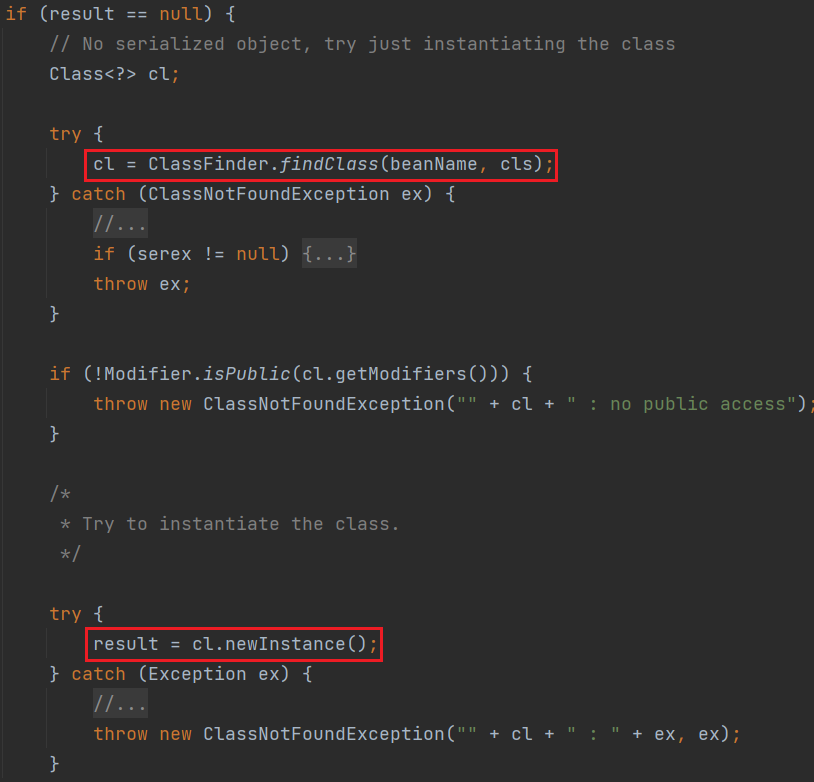 if (result == null) {
    // No serialized object, try just instantiating the class
    Class<?> cl;

    try {
        cl = ClassFinder.findClass(beanName, cls);
    } catch (ClassNotFoundException ex) {
        //...
        if (serex != null) {...}
        throw ex;
    }

    if (!Modifier.isPublic(cl.getModifiers())) {
        throw new ClassNotFoundException("" + cl + " : no public access");
    }

    /*
     * Try to instantiate the class.
     */

    try {
        result = cl.newInstance();
    } catch (Exception ex) {
        //...
        throw new ClassNotFoundException("" + cl + " : " + ex, ex);
    }